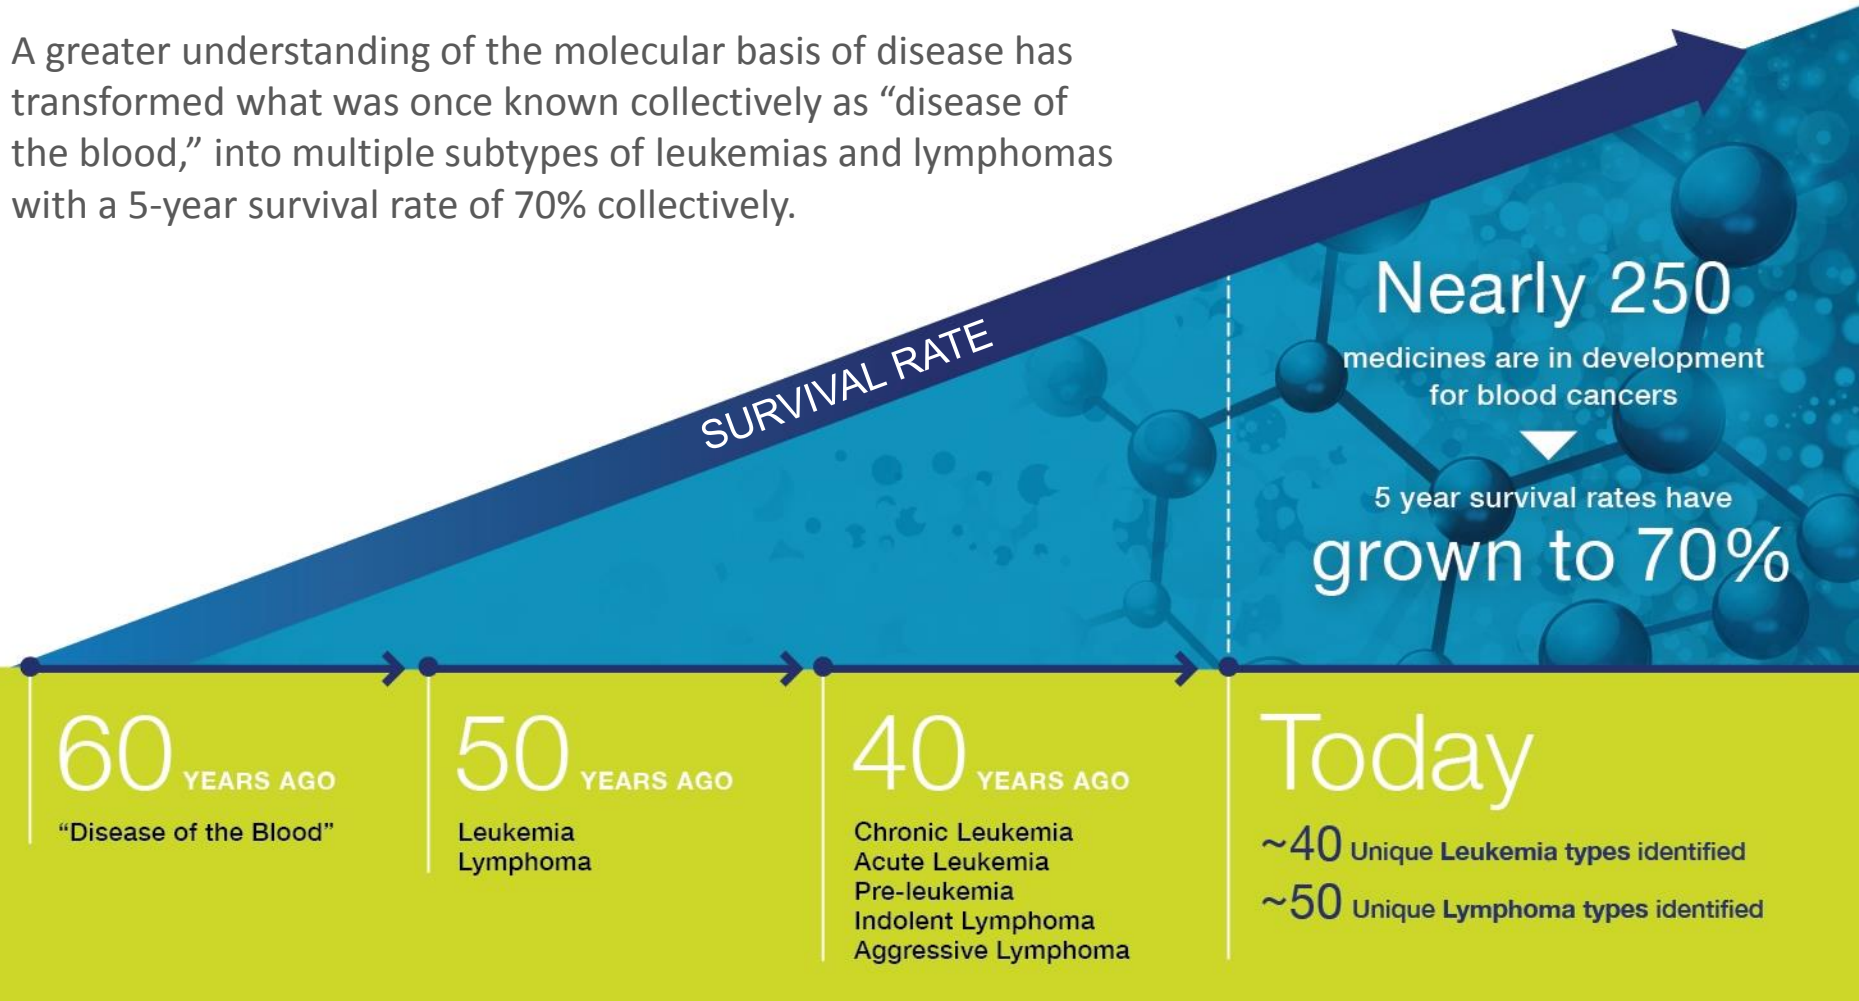 A greater understanding of the molecular basis of disease has
transformed what was once known collectively as “disease of
the blood,” into multiple subtypes of leukemias and lymphomas
with a 5-year survival rate of 70% collectively.
SURVIVAL RATE
Nearly 250
medicines are in development
for blood cancers
5 year survival rates have
grown to 70%
60 YEARS AGO
“Disease of the Blood”
50 YEARS AGO
Leukemia
Lymphoma
40 YEARS AGO
Chronic Leukemia
Acute Leukemia
Pre-leukemia
Indolent Lymphoma
Aggressive Lymphoma
Today
~40 Unique Leukemia types identified
~50 Unique Lymphoma types identified